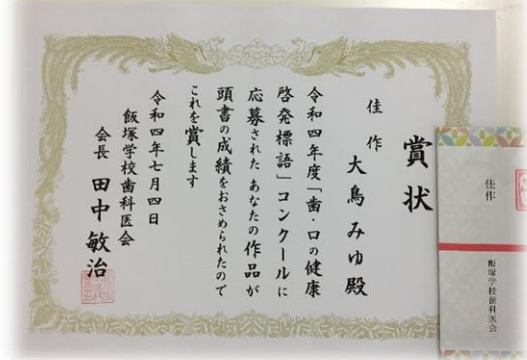 賞状
佳作
大鳥みゆ殿
令和四年度「歯・口の健康
啓発標語」コンクールに
応募された あなたの作品が
頭書の成績をおさめられたので
これを賞します
令和四年七月四日
飯塚学校歯科医会
会長 田中敏治
佳作
飯塚学校歯科医会